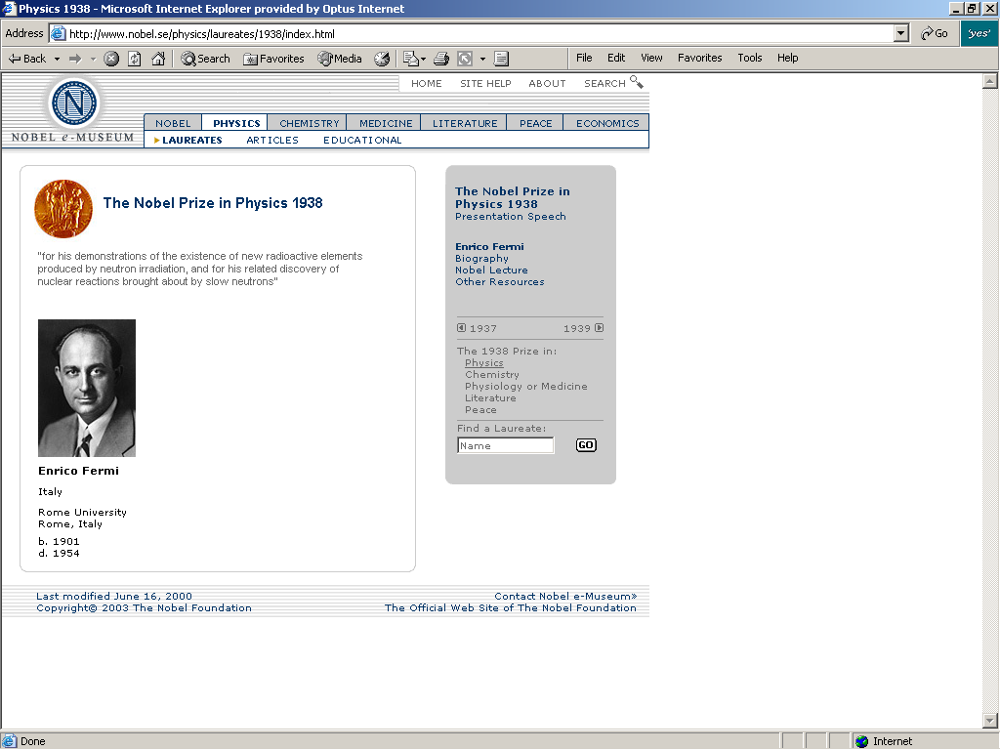 Physics 1938 - Microsoft Internet Explorer provided by Optus Internet
Address http://www.nobel.se/physics/laureates/1938/index.html Go 'yes'
Back Search Favorites Media File Edit View Favorites Tools Help
HOME SITE HELP ABOUT SEARCH
N
NOBEL e-MUSEUM
NOBEL PHYSICS CHEMISTRY MEDICINE LITERATURE PEACE ECONOMICS
LAUREATES ARTICLES EDUCATIONAL
The Nobel Prize in Physics 1938
"for his demonstrations of the existence of new radioactive elements
produced by neutron irradiation, and for his related discovery of
nuclear reactions brought about by slow neutrons"
Enrico Fermi
Italy
Rome University
Rome, Italy
b. 1901
d. 1954
The Nobel Prize in
Physics 1938
Presentation Speech
Enrico Fermi
Biography
Nobel Lecture
Other Resources
1937 1939
The 1938 Prize in:
Physics
Chemistry
Physiology or Medicine
Literature
Peace
Find a Laureate:
Name GO
Last modified June 16, 2000 Contact Nobel e-Museum»
Copyright© 2003 The Nobel Foundation The Official Web Site of The Nobel Foundation
Done Internet